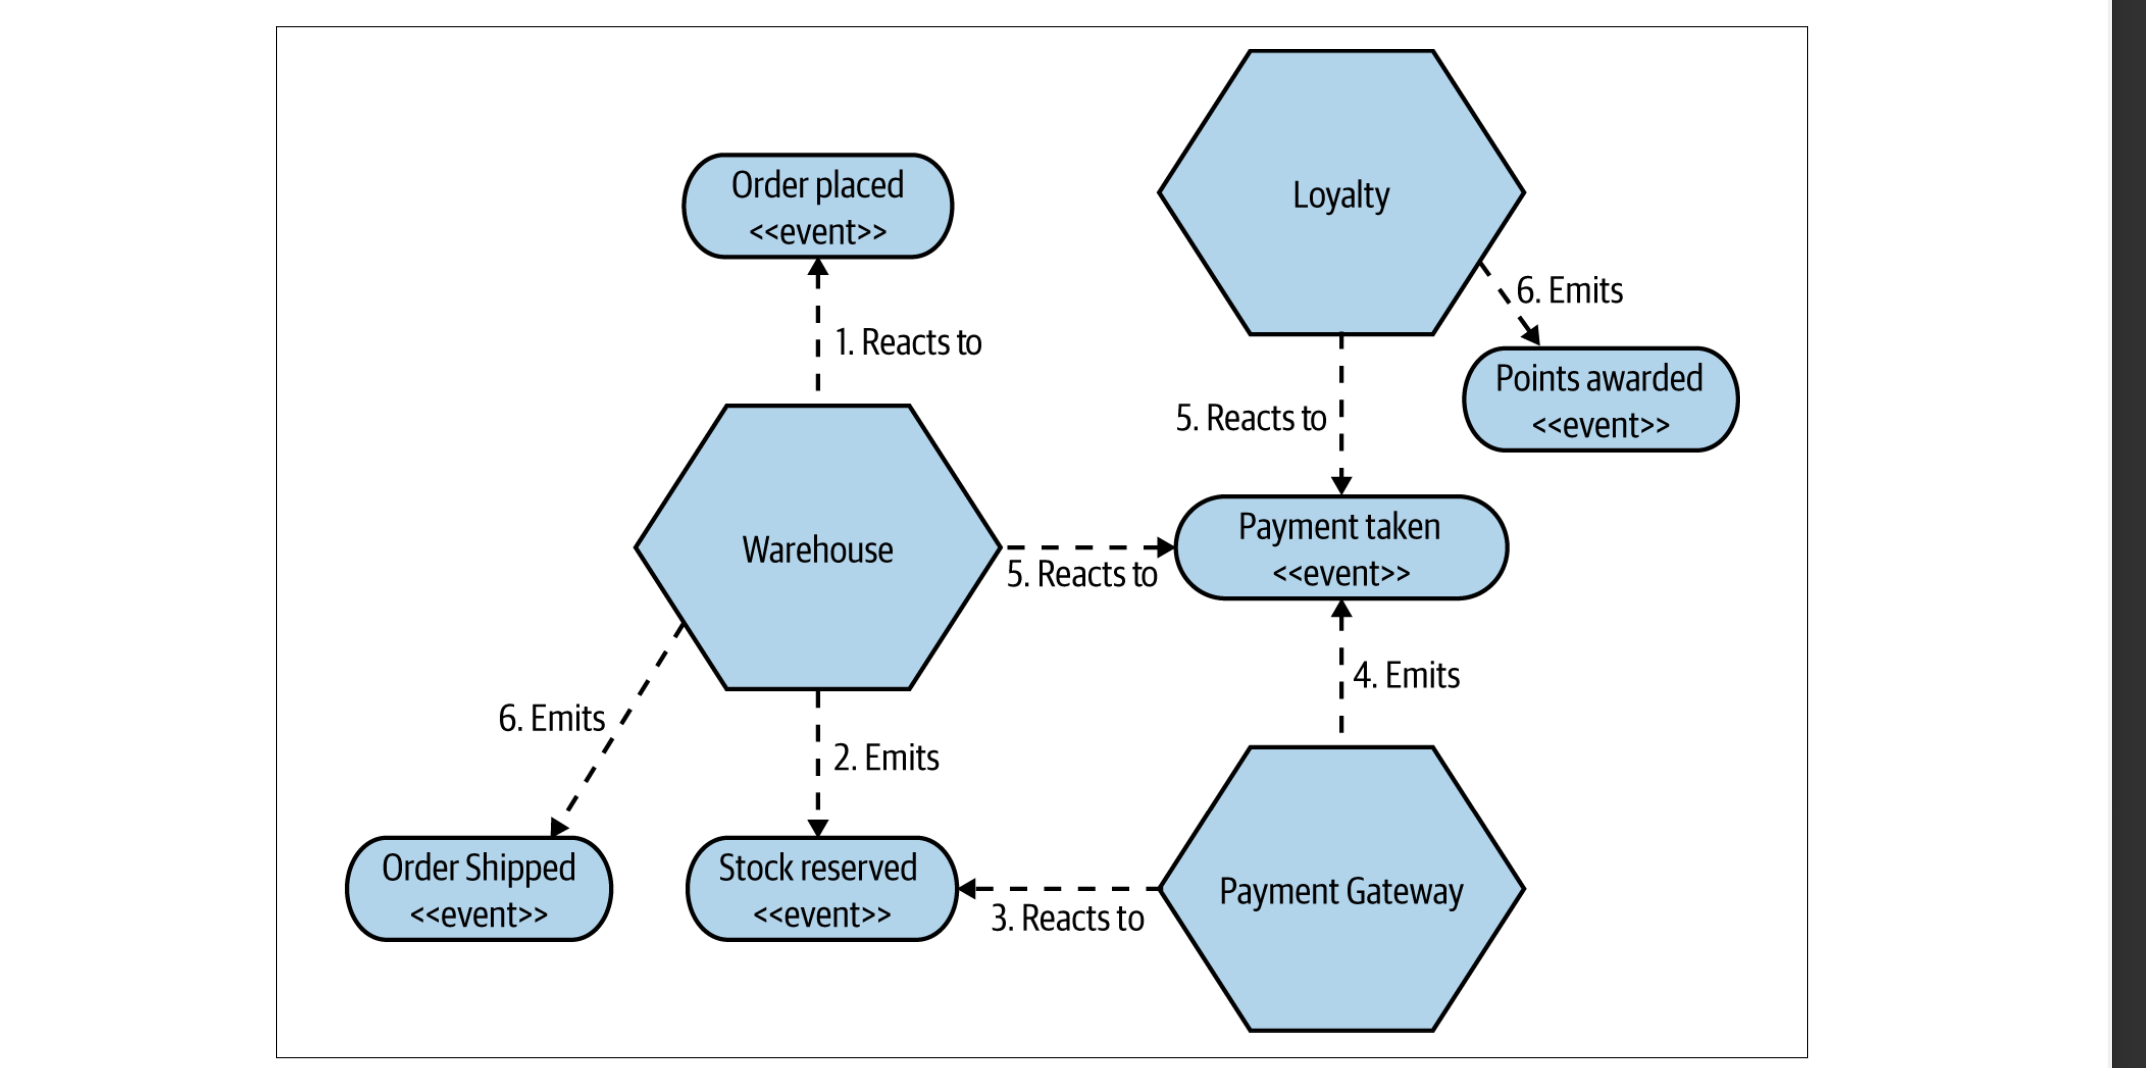 Order placed
<<event>>
Loyalty
6. Emits
1. Reacts to
Points awarded
<<event>>
5. Reacts to
Warehouse
5. Reacts to
Payment taken
<<event>>
4. Emits
6. Emits
2. Emits
Order Shipped
<<event>>
Stock reserved
<<event>>
3. Reacts to
Payment Gateway